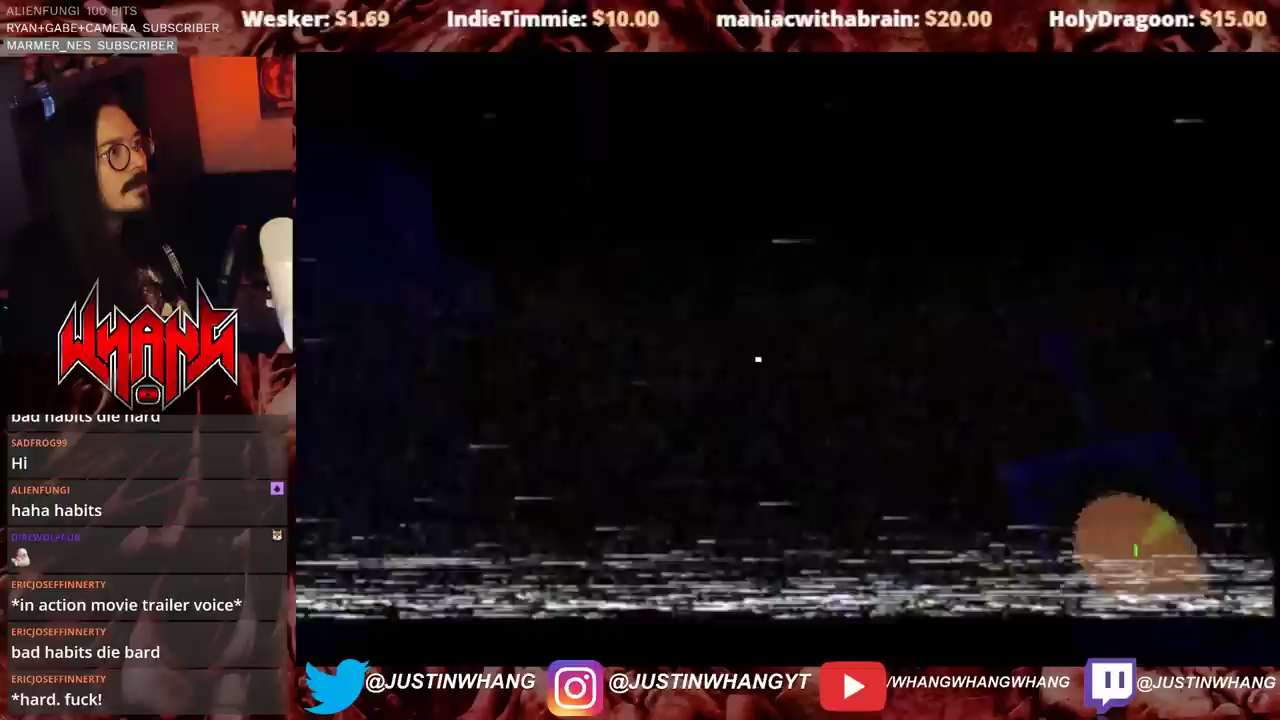 ALIENFUNGI 100 BITS
RYAN+GABE+CAMERA SUBSCRIBER
MARMER_NES SUBSCRIBER
Wesker: $1.69
IndieTimmie: $10.00
maniacwithabrain: $20.00
HolyDragoon: $15.00
WHANG
bad habits die hard
SADFROG99
Hi
ALIENFUNGI
haha habits
DIREWOLFCUB
ERICJOSEFFINNERTY
*in action movie trailer voice*
ERICJOSEFFINNERTY
bad habits die bard
ERICJOSEFFINNERTY
*hard. fuck!
@JUSTINWHANG
@JUSTINWHANGYT
/WHANGWHANGWHANG
@JUSTINWHANG